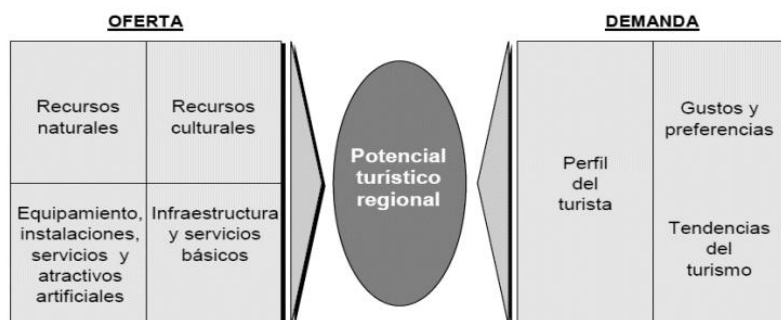 OFERTA
DEMANDA
Recursos
naturales
Recursos
culturales
Equipamiento,
instalaciones,
servicios y
atractivos
artificiales
Infraestructura
y servicios
básicos
Potencial
turístico
regional
Perfil
del
turista
Gustos y
preferencias
Tendencias
del
turismo